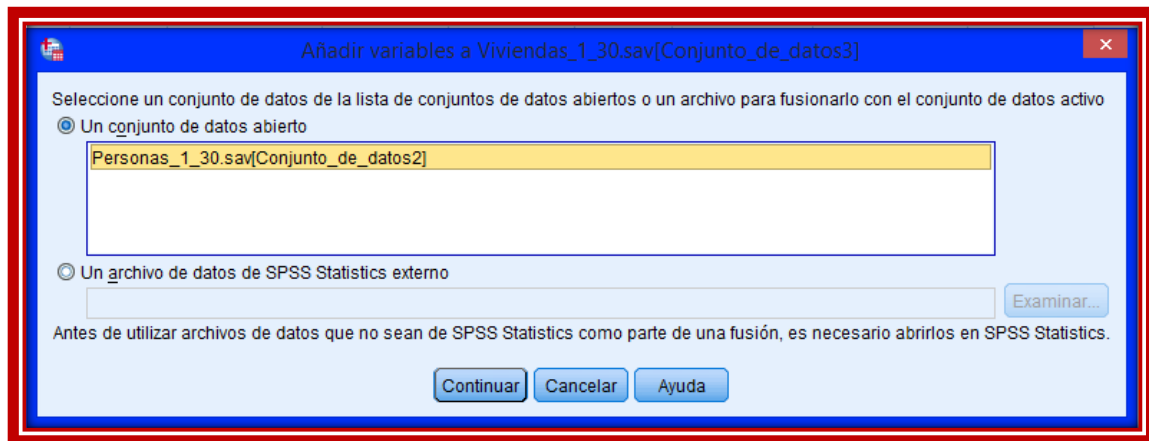 Añadir variables a Viviendas_1_30.sav[Conjunto_de_datos3]
Seleccione un conjunto de datos de la lista de conjuntos de datos abiertos o un archivo para fusionarlo con el conjunto de datos activo
Un conjunto de datos abierto
Personas_1_30.sav[Conjunto_de_datos2]
Un archivo de datos de SPSS Statistics externo
Examinar...
Antes de utilizar archivos de datos que no sean de SPSS Statistics como parte de una fusión, es necesario abrirlos en SPSS Statistics.
Continuar Cancelar Ayuda